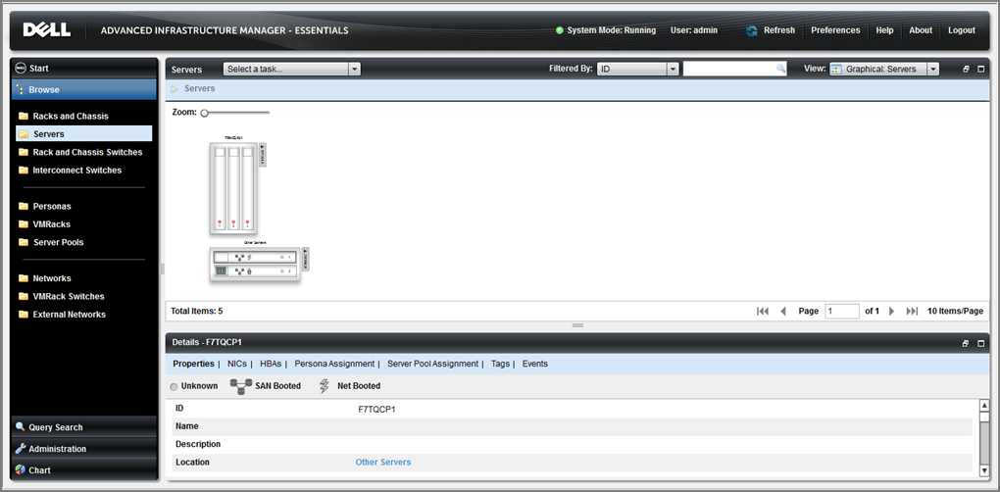 DELL ADVANCED INFRASTRUCTURE MANAGER - ESSENTIALS System Mode: Running User: admin Refresh Preferences Help About Logout
Start
Browse
Racks and Chassis
Servers
Rack and Chassis Switches
Interconnect Switches
Personas
VMRacks
Server Pools
Networks
VMRack Switches
External Networks
Query Search
Administration
Chart
Servers Select a task... Filtered By: ID View: Graphical: Servers
Servers
Zoom:
Other Servers
Total Items: 5 Page 1 of 1 10 Items/Page
Details - F7TQCP1
Properties | NICs | HBAs | Persona Assignment | Server Pool Assignment | Tags | Events
Unknown SAN Booted Net Booted
ID F7TQCP1
Name
Description
Location Other Servers